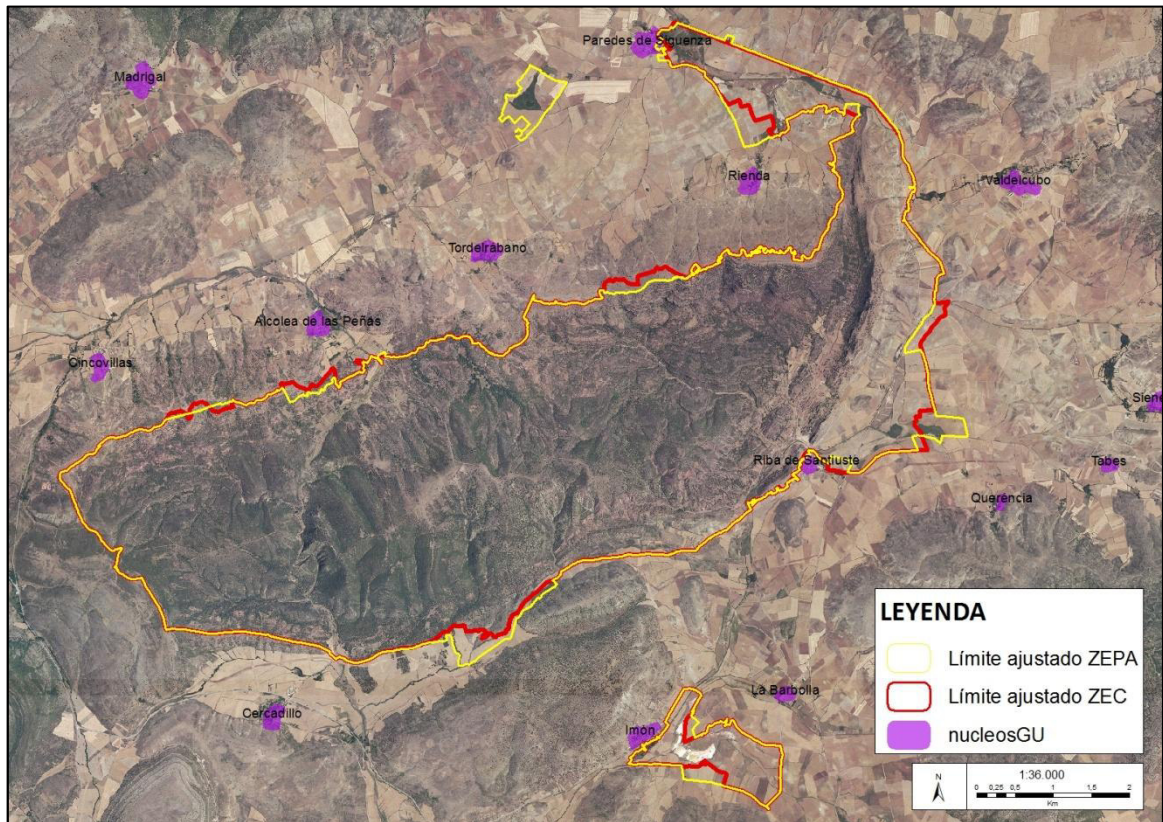 Paredes de Sigüenza
Madrigal
Rienda
Valdelcubo
Tordelrábano
Alcolea de las Peñas
Cincovillas
Riba de Santiuste
Tabes
Querencia
La Barbolla
Cercadillo
Imón
LEYENDA
Límite ajustado ZEPA
Límite ajustado ZEC
nucleosGU
N
1:36.000
0 0,25 0,5 1 1,5 2
Km